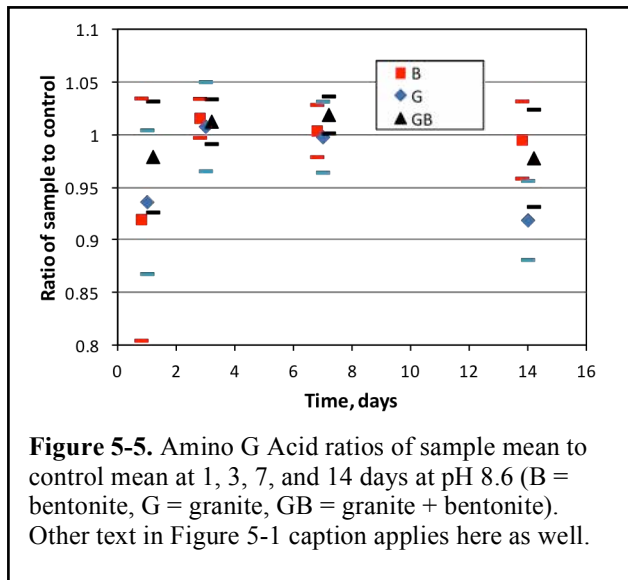 1.1
1.05
1
0.95
0.9
0.85
0.8
Ratio of sample to control
B
G
GB
0 2 4 6 8 10 12 14 16
Time, days
Figure 5-5. Amino G Acid ratios of sample mean to
control mean at 1, 3, 7, and 14 days at pH 8.6 (B =
bentonite, G = granite, GB = granite + bentonite).
Other text in Figure 5-1 caption applies here as well.